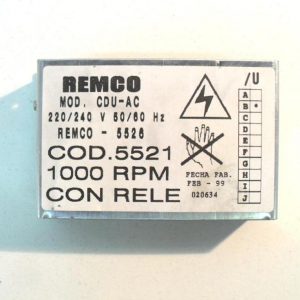 REMCO
MOD. CDU-AC
220/240 V 50/60 Hz
REMCO - 5526
COD.5521
1000 RPM
CON RELE
/U
A
B
C
D
E
F
G
H
I
J
FECHA FAB.
FEB - 99
020634